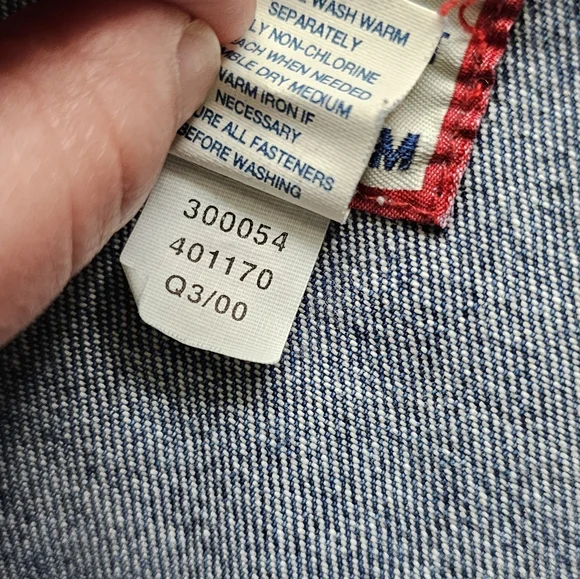 WASH WARM
SEPARATELY
NON-CHLORINE
WHEN NEEDED
DRY MEDIUM
WARM IRON IF
NECESSARY
ALL FASTENERS
BEFORE WASHING
M
300054
401170
Q3/00